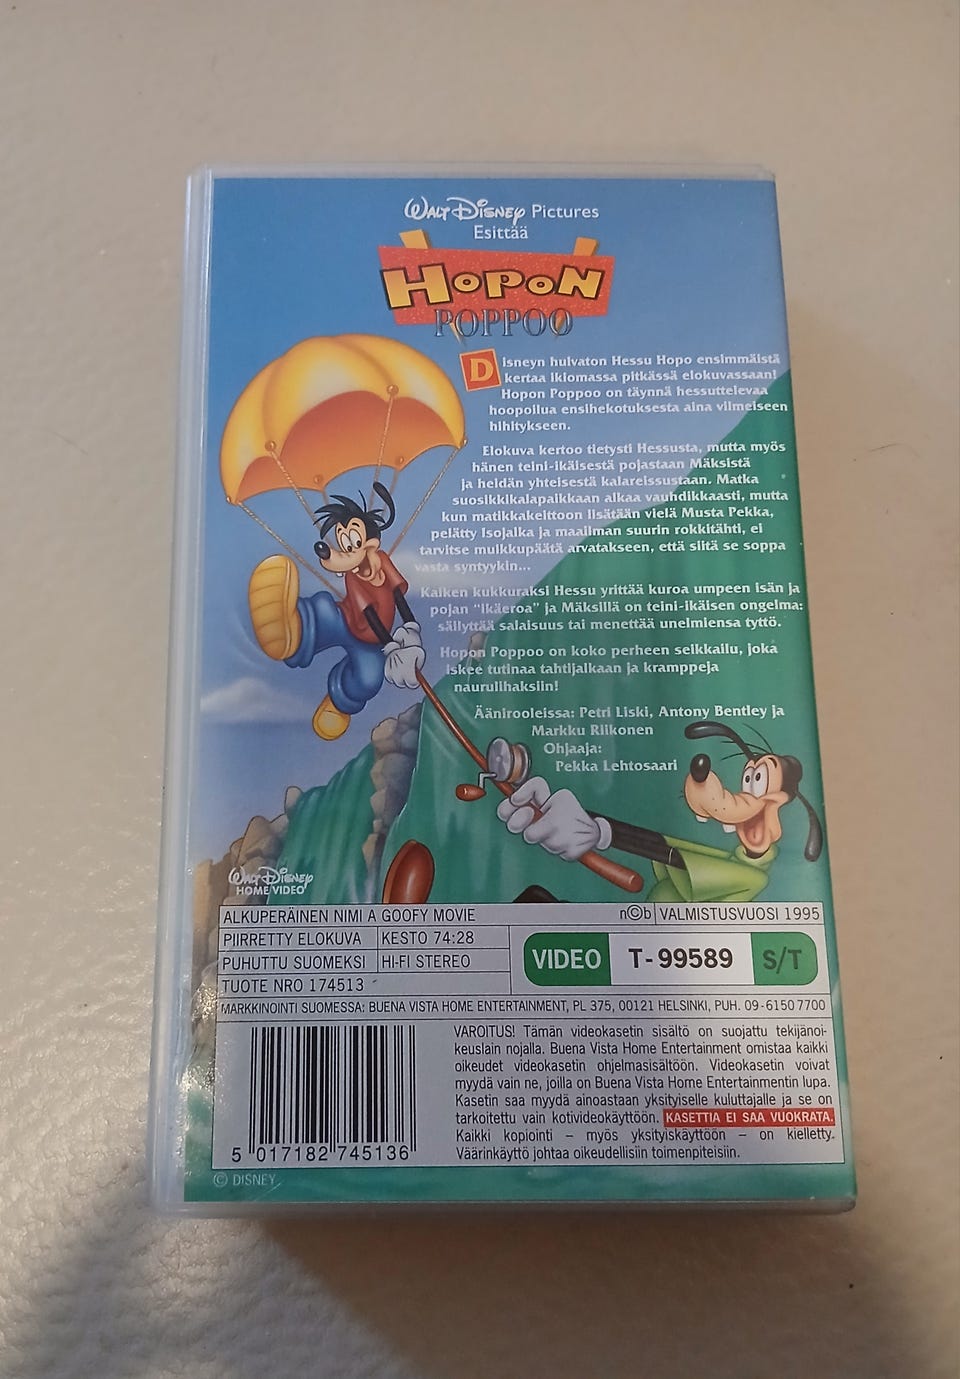 Walt Disney Pictures
Esittää
HOPON
POPPOO
Disneyn hulvaton Hessu Hopo ensimmäistä
kertaa ikiomassa pitkässä elokuvassaan!
Hopon Poppoo on täynnä hessuttelevaa
hoopoilua ensihekotuksesta aina viimeiseen
hihitykseen.
Elokuva kertoo tietysti Hessusta, mutta myös
hänen teini-ikäisestä pojastaan Mäksistä
ja heidän yhteisestä kalareissustaan. Matka
suosikkikalapaikkaan alkaa vauhdikkaasti, mutta
kun matikkakeittoon lisätään vielä Musta Pekka,
pelätty Isojalka ja maailman suurin rokkitähti, ei
tarvitse muikkupäätä arvatakseen, että siitä se soppa
vasta syntyykin...
Kaiken kukkuraksi Hessu yrittää kuroa umpeen isän ja
pojan "ikäeroa" ja Mäksillä on teini-ikäisen ongelma:
säilyttää salaisuus tai menettää unelmiensa tyttö.
Hopon Poppoo on koko perheen seikkailu, joka
iskee tutinaa tahtijalkaan ja kramppeja
naurulihaksiin!
Äänirooleissa: Petri Liski, Antony Bentley ja
Markku Riikonen
Ohjaaja:
Pekka Lehtosaari
Walt Disney
HOME VIDEO
ALKUPERÄINEN NIMI A GOOFY MOVIE n©b VALMISTUSVUOSI 1995
PIIRRETTY ELOKUVA KESTO 74:28
PUHUTTU SUOMEKSI HI-FI STEREO
VIDEO T-99589 S/T
TUOTE NRO 174513
MARKKINOINTI SUOMESSA: BUENA VISTA HOME ENTERTAINMENT, PL 375, 00121 HELSINKI, PUH. 09-6150 7700
VAROITUS! Tämän videokasetin sisältö on suojattu tekijänoi-
keuslain nojalla. Buena Vista Home Entertainment omistaa kaikki
oikeudet videokasetin ohjelmasisältöön. Videokasetin voivat
myydä vain ne, joilla on Buena Vista Home Entertainmentin lupa.
Kasetin saa myydä ainoastaan yksityiselle kuluttajalle ja se on
tarkoitettu vain kotivideokäyttöön. KASETTIA EI SAA VUOKRATA.
Kaikki kopiointi – myös yksityiskäyttöön – on kielletty.
Väärinkäyttö johtaa oikeudellisiin toimenpiteisiin.
5 017182 745136
© DISNEY